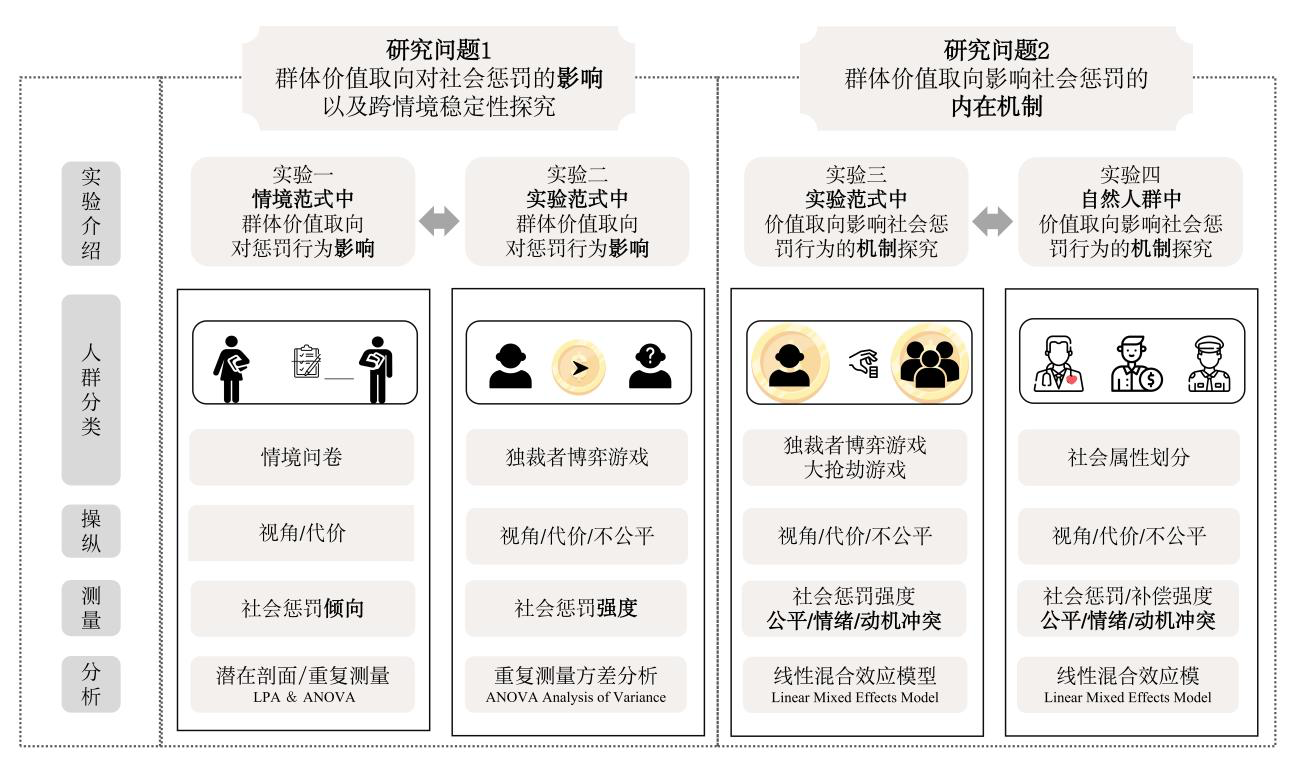 研究问题1
群体价值取向对社会惩罚的影响
以及跨情境稳定性探究
研究问题2
群体价值取向影响社会惩罚的
内在机制
实
验
介
绍
实验一
情境范式中
群体价值取向
对惩罚行为影响
实验二
实验范式中
群体价值取向
对惩罚行为影响
实验三
实验范式中
价值取向影响社会惩
罚行为的机制探究
实验四
自然人群中
价值取向影响社会惩
罚行为的机制探究
人
群
分
类
?
$
情境问卷
独裁者博弈游戏
独裁者博弈游戏
大抢劫游戏
社会属性划分
操
纵
视角/代价
视角/代价/不公平
视角/代价/不公平
视角/代价/不公平
测
量
社会惩罚倾向
社会惩罚强度
社会惩罚强度
公平/情绪/动机冲突
社会惩罚/补偿强度
公平/情绪/动机冲突
分
析
潜在剖面/重复测量
LPA & ANOVA
重复测量方差分析
ANOVA Analysis of Variance
线性混合效应模型
Linear Mixed Effects Model
线性混合效应模
Linear Mixed Effects Model